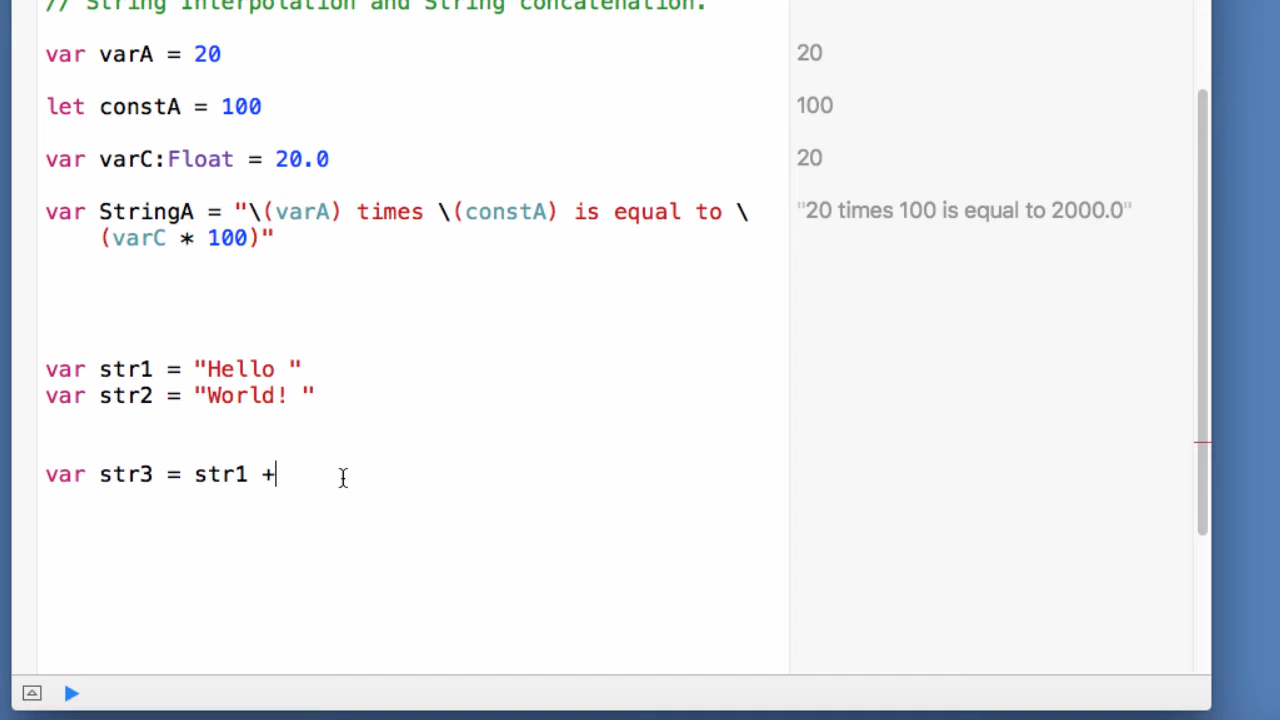 // String Interpolation and String concatenation.
var varA = 20
20
let constA = 100
100
var varC:Float = 20.0
20
var StringA = "\(varA) times \(constA) is equal to \
(varC * 100)"
"20 times 100 is equal to 2000.0"
var str1 = "Hello "
var str2 = "World! "
var str3 = str1 +